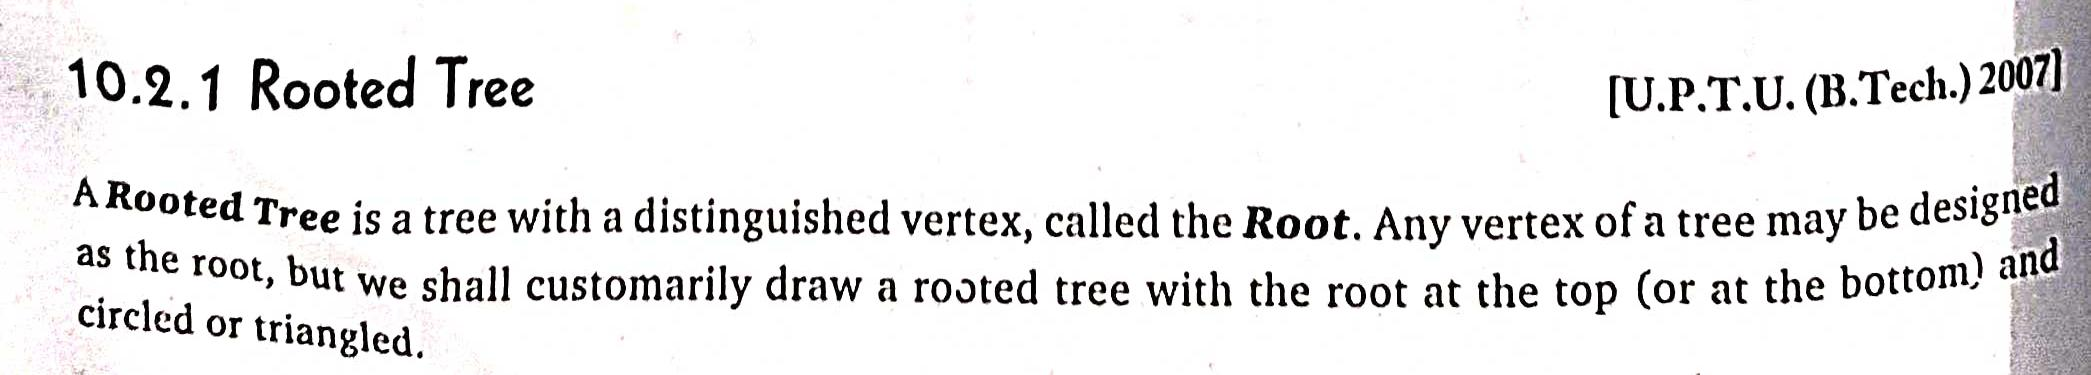 10.2.1 Rooted Tree [U.P.T.U. (B.Tech.) 2007]
A Rooted Tree is a tree with a distinguished vertex, called the Root. Any vertex of a tree may be designed
as the root, but we shall customarily draw a rooted tree with the root at the top (or at the bottom) and
circled or triangled.